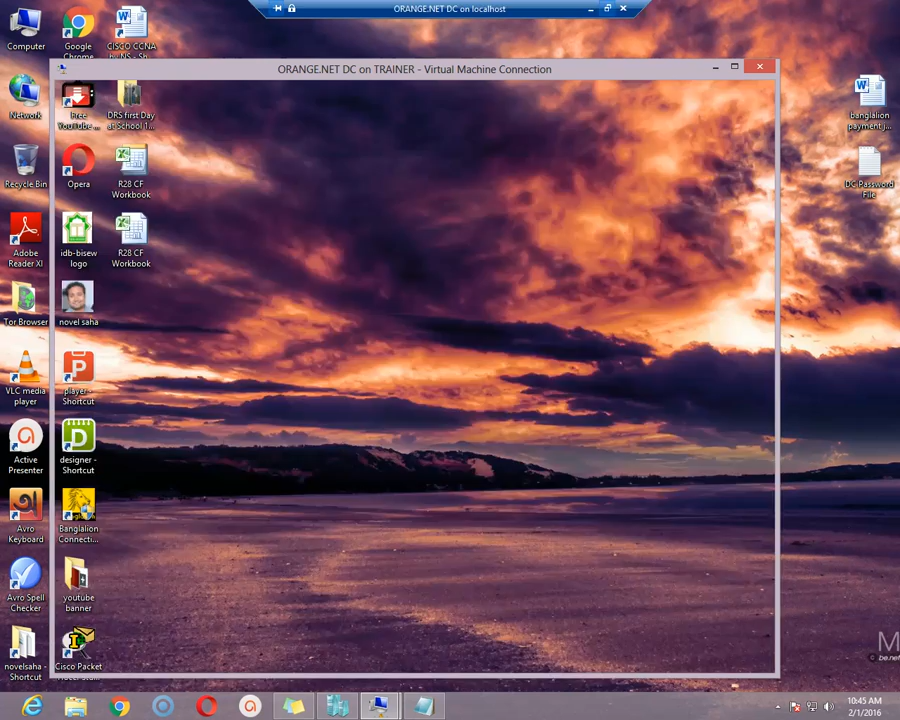 ORANGE.NET DC on localhost
ORANGE.NET DC on TRAINER - Virtual Machine Connection
Computer
Google
Chrome
CISCO CCNA
Network
Free
YouTube ...
DRS first Day
at School 1...
Recycle Bin
Opera
R28 CF
Workbook
Adobe
Reader XI
idb-bisew
logo
R28 CF
Workbook
Tor Browser
novel saha
VLC media
player
player -
Shortcut
Active
Presenter
designer -
Shortcut
Avro
Keyboard
Banglalion
Connecti...
Avro Spell
Checker
youtube
banner
novelsaha -
Shortcut
Cisco Packet
banglalion
payment j...
DC Password
File
M
10:45 AM
2/1/2016